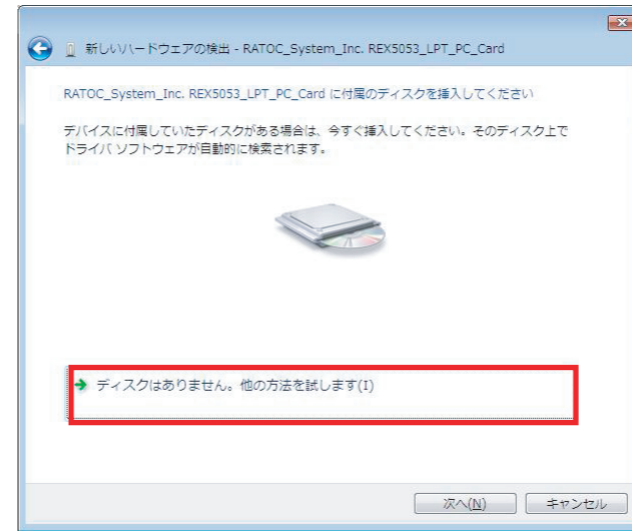 新しいハードウェアの検出 - RATOC_System_Inc. REX5053_LPT_PC_Card
RATOC_System_Inc. REX5053_LPT_PC_Card に付属のディスクを挿入してください
デバイスに付属していたディスクがある場合は、今すぐ挿入してください。そのディスク上で
ドライバ ソフトウェアが自動的に検索されます。
ディスクはありません。他の方法を試します(I)
次へ(N)
キャンセル